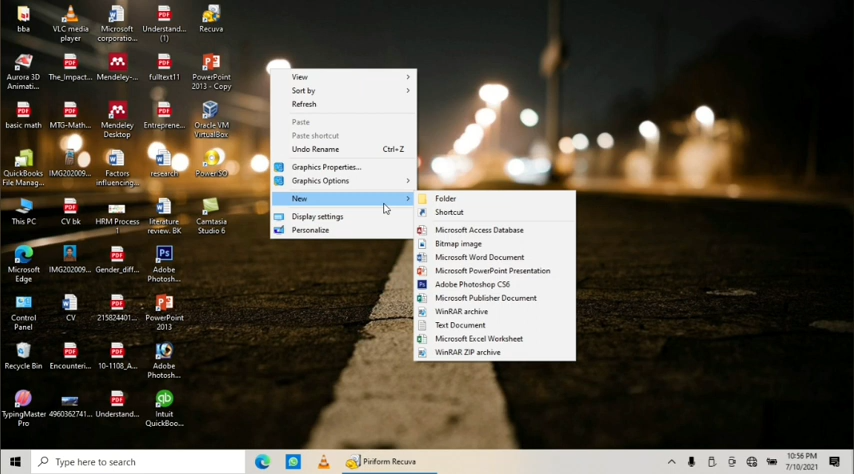 bba
VLC media
player
Microsoft
corporatio...
Understand...
(1)
Recuva
Aurora 3D
Animati...
The_Impact...
Mendeley-...
fulltext11
PowerPoint
2013 - Copy
basic math
MTG-Math...
Mendeley
Desktop
Entreprene...
Oracle VM
VirtualBox
QuickBooks
File Manag...
IMG202009...
Factors
influencing...
research
PowerISO
This PC
CV bk
HRM Process
1
literature
review. BK
Camtasia
Studio 6
Microsoft
Edge
IMG202009...
Gender_diff...
Adobe
Photosh...
Control
Panel
CV
215824401...
PowerPoint
2013
Recycle Bin
Encounteri...
10-1108_A...
Adobe
Photosh...
TypingMaster
Pro
4960362741...
Understand...
Intuit
QuickBoo...
View
Sort by
Refresh
Paste
Paste shortcut
Undo Rename Ctrl+Z
Graphics Properties...
Graphics Options
New
Display settings
Personalize
Folder
Shortcut
Microsoft Access Database
Bitmap image
Microsoft Word Document
Microsoft PowerPoint Presentation
Adobe Photoshop CS6
Microsoft Publisher Document
WinRAR archive
Text Document
Microsoft Excel Worksheet
WinRAR ZIP archive
Type here to search
Piriform Recuva
10:56 PM
7/10/2021